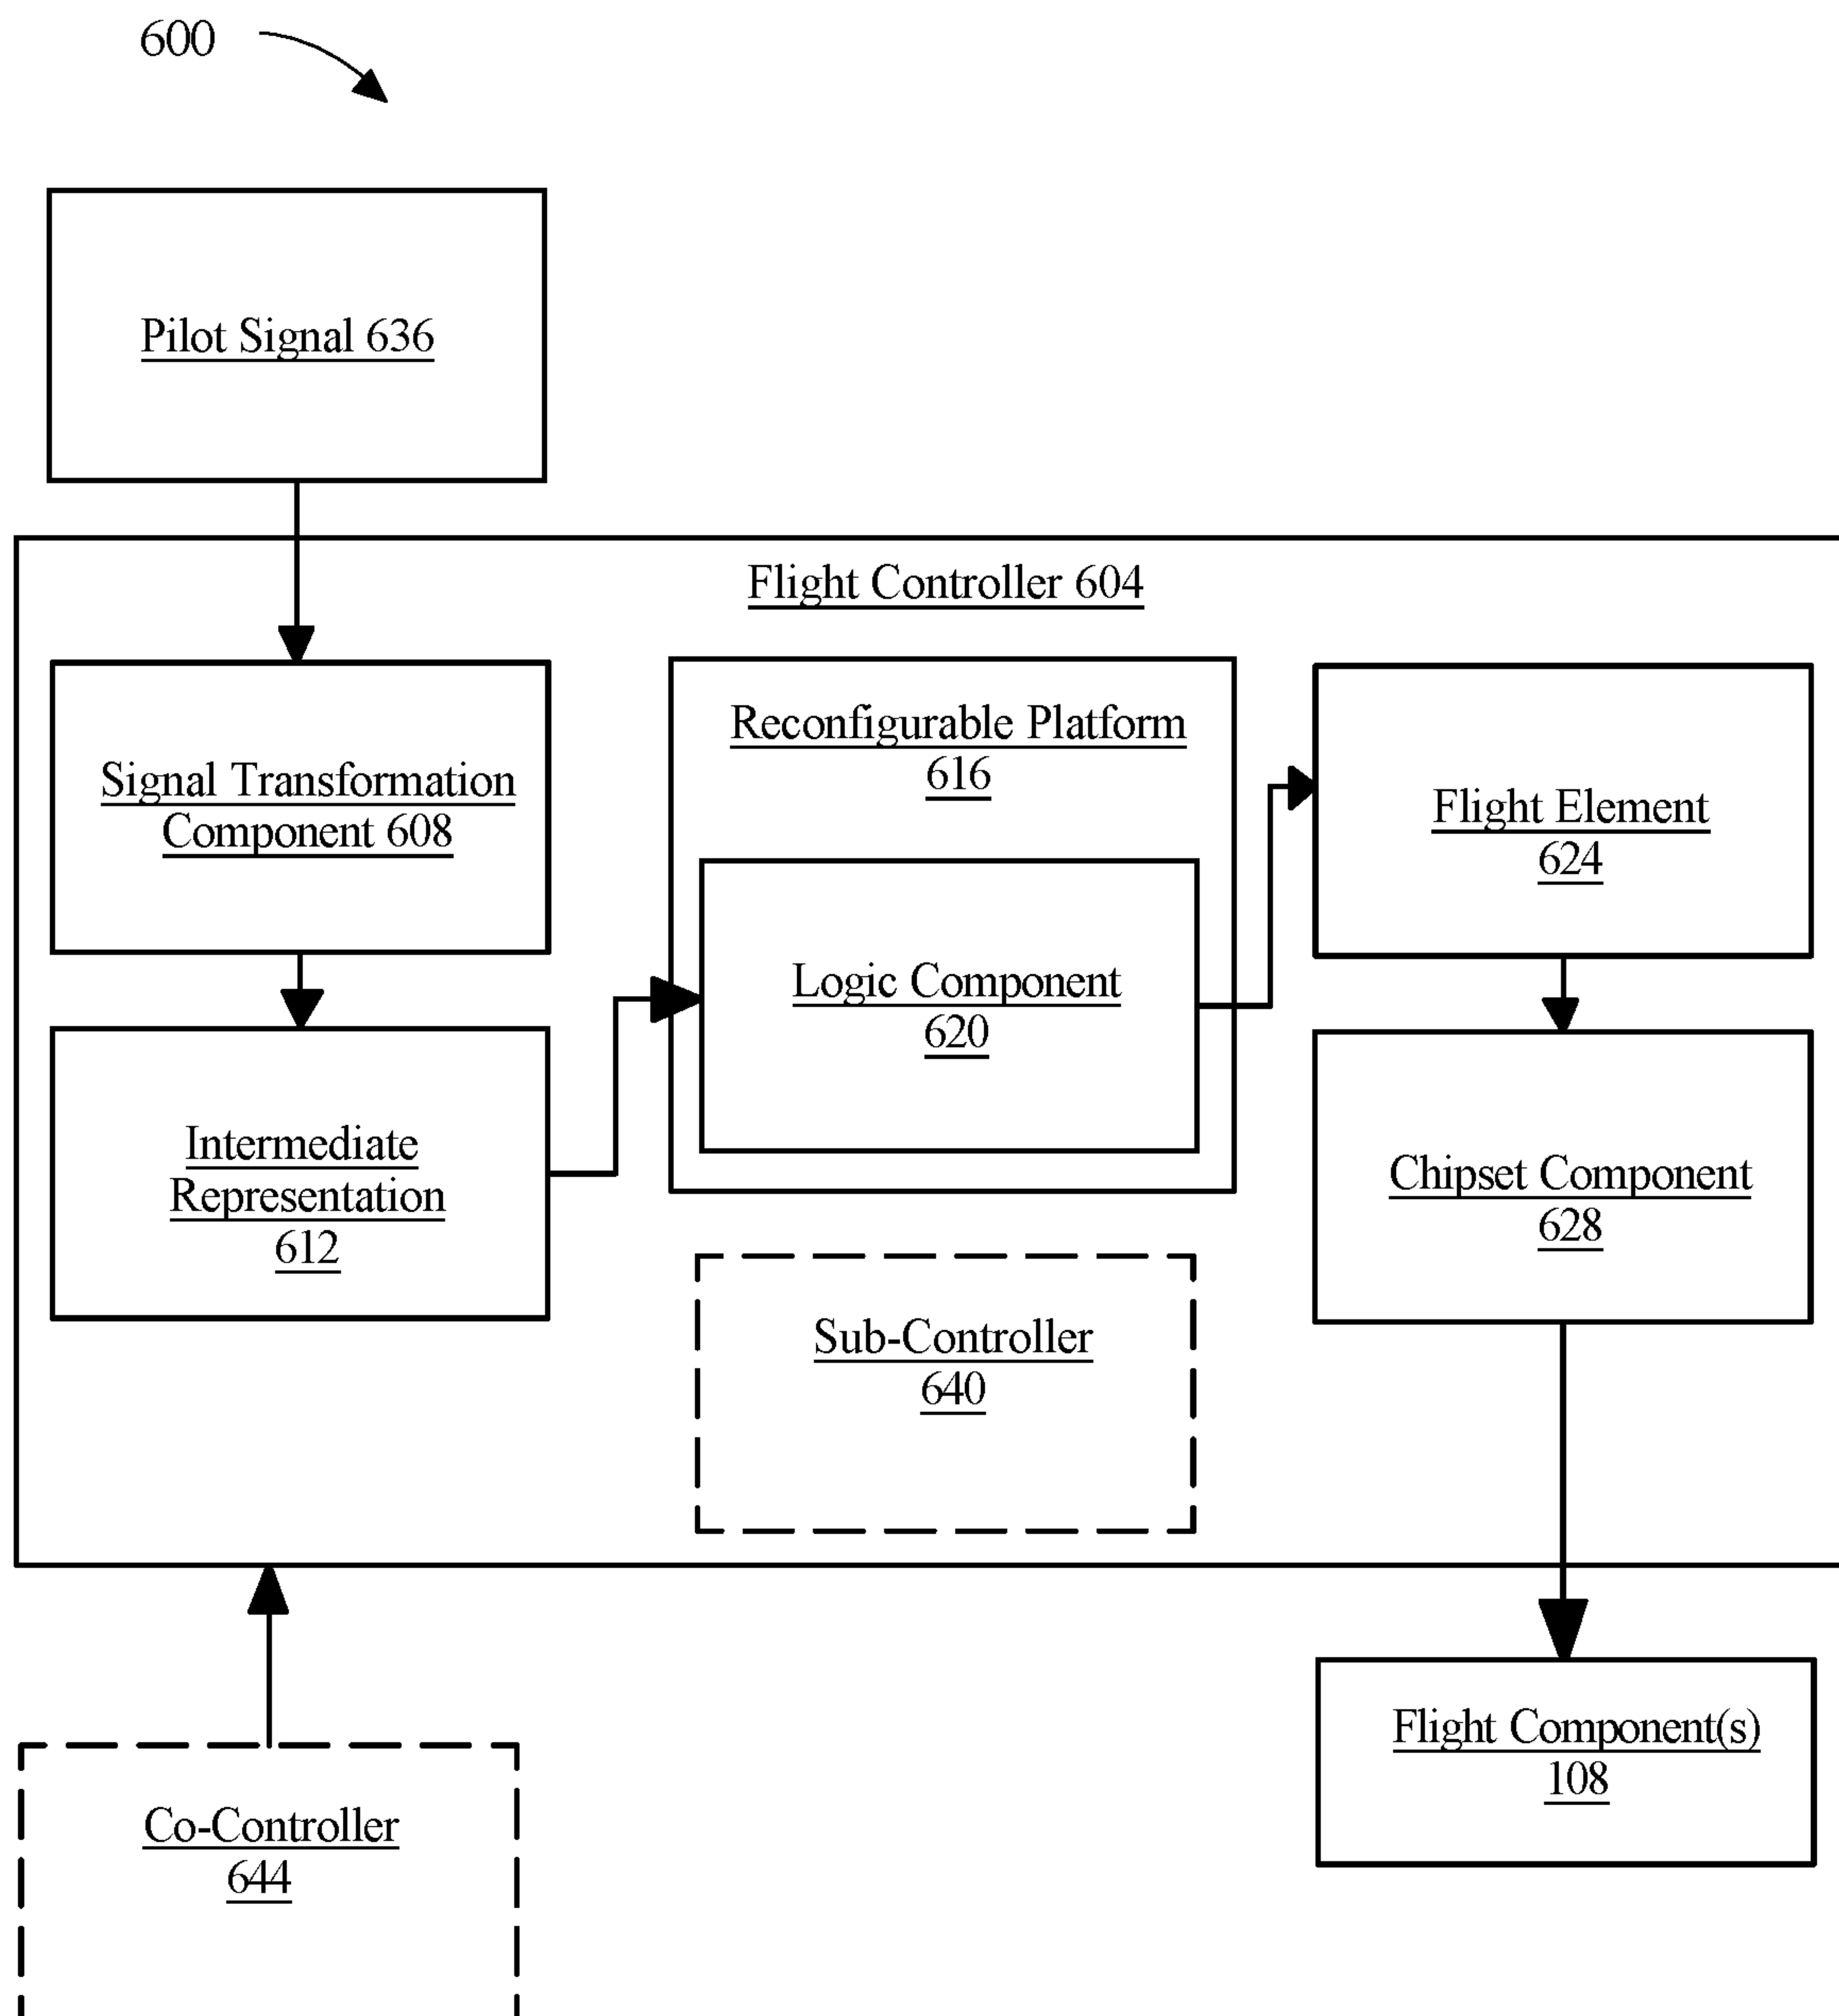 600
Pilot Signal 636
Flight Controller 604
Signal Transformation
Component 608
Intermediate
Representation
612
Reconfigurable Platform
616
Logic Component
620
Sub-Controller
640
Flight Element
624
Chipset Component
628
Flight Component(s)
108
Co-Controller
644